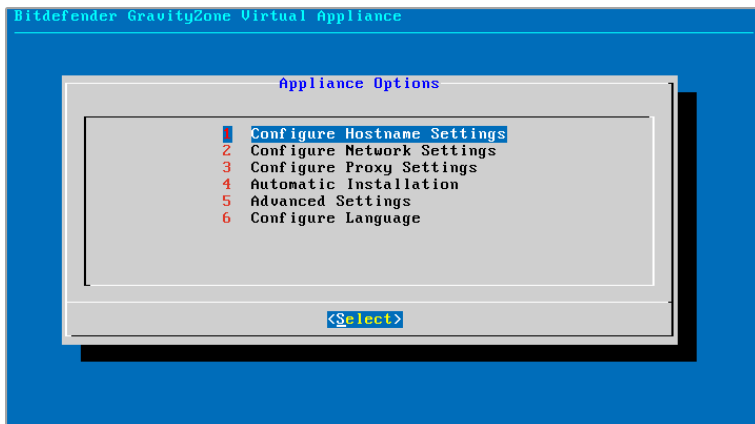 Bitdefender GravityZone Virtual Appliance
Appliance Options
1 Configure Hostname Settings
2 Configure Network Settings
3 Configure Proxy Settings
4 Automatic Installation
5 Advanced Settings
6 Configure Language
<Select>